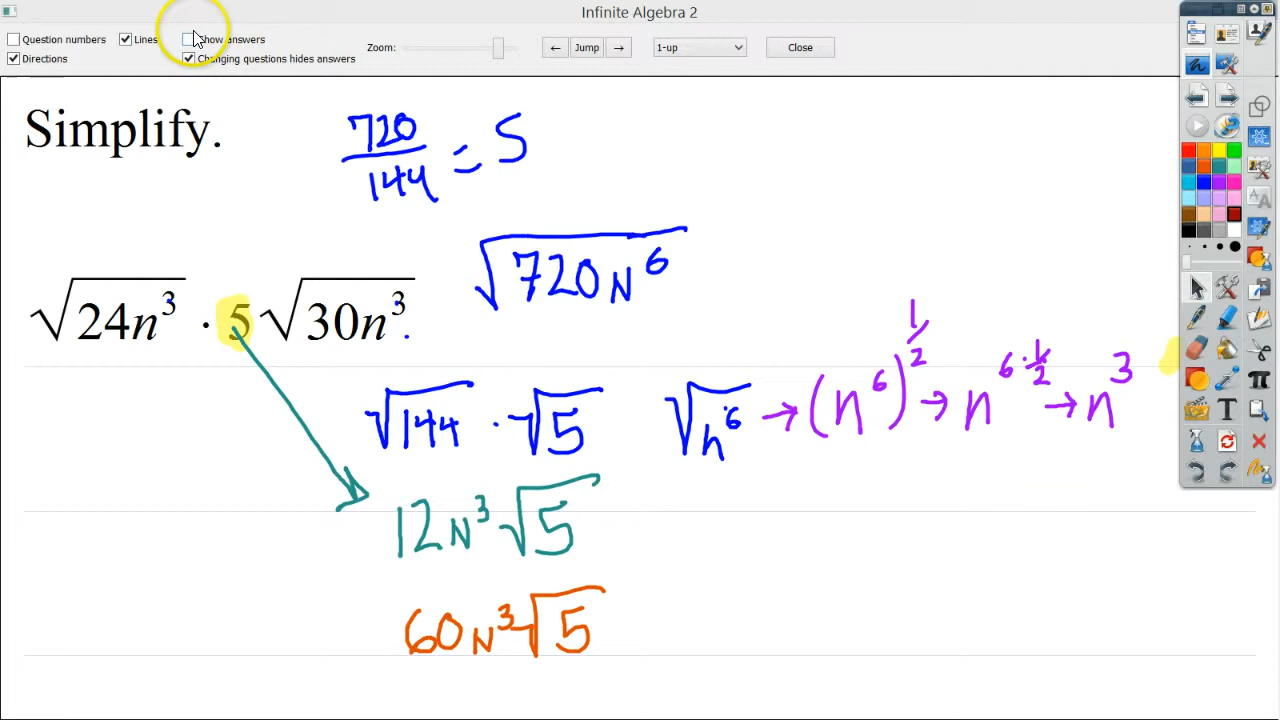 Infinite Algebra 2
Question numbers Lines Show answers
Directions Changing questions hides answers
Zoom: ← Jump → 1-up Close
Simplify.
720/144 = 5
√(720N⁶)
√(24n³) · 5√(30n³).
√144 · √5 √(n⁶) → (n⁶)^(1/2) → n^(6·1/2) → n³
12N³√5
60N³√5